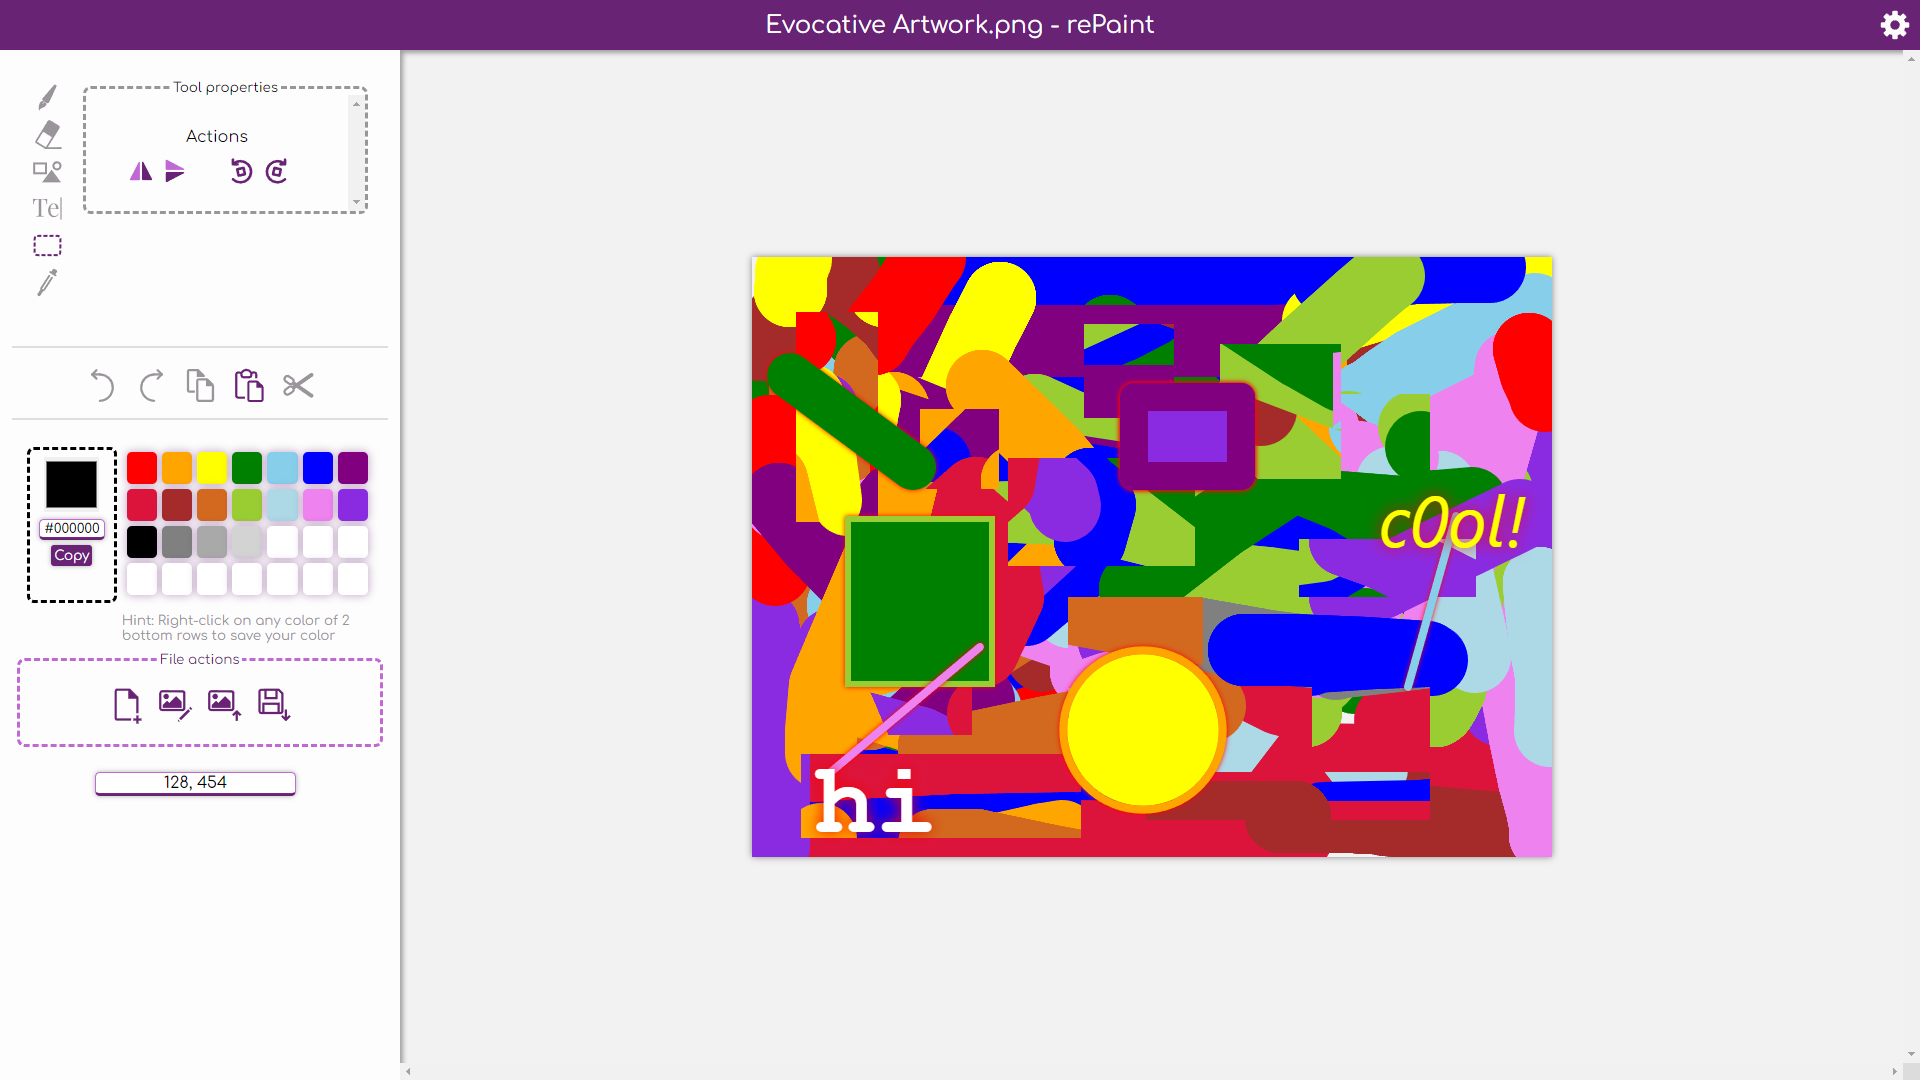 Evocative Artwork.png - rePaint
Tool properties
Actions
Te
#000000
Copy
Hint: Right-click on any color of 2
bottom rows to save your color
File actions
128, 454
c0ol!
hi